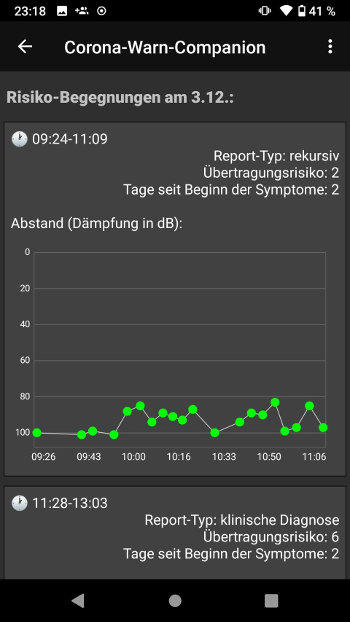 23:18
41 %
Corona-Warn-Companion
Risiko-Begegnungen am 3.12.:
09:24-11:09
Report-Typ: rekursiv
Übertragungsrisiko: 2
Tage seit Beginn der Symptome: 2
Abstand (Dämpfung in dB):
0
20
40
60
80
100
09:26 09:43 10:00 10:16 10:33 10:50 11:06
11:28-13:03
Report-Typ: klinische Diagnose
Übertragungsrisiko: 6
Tage seit Beginn der Symptome: 2